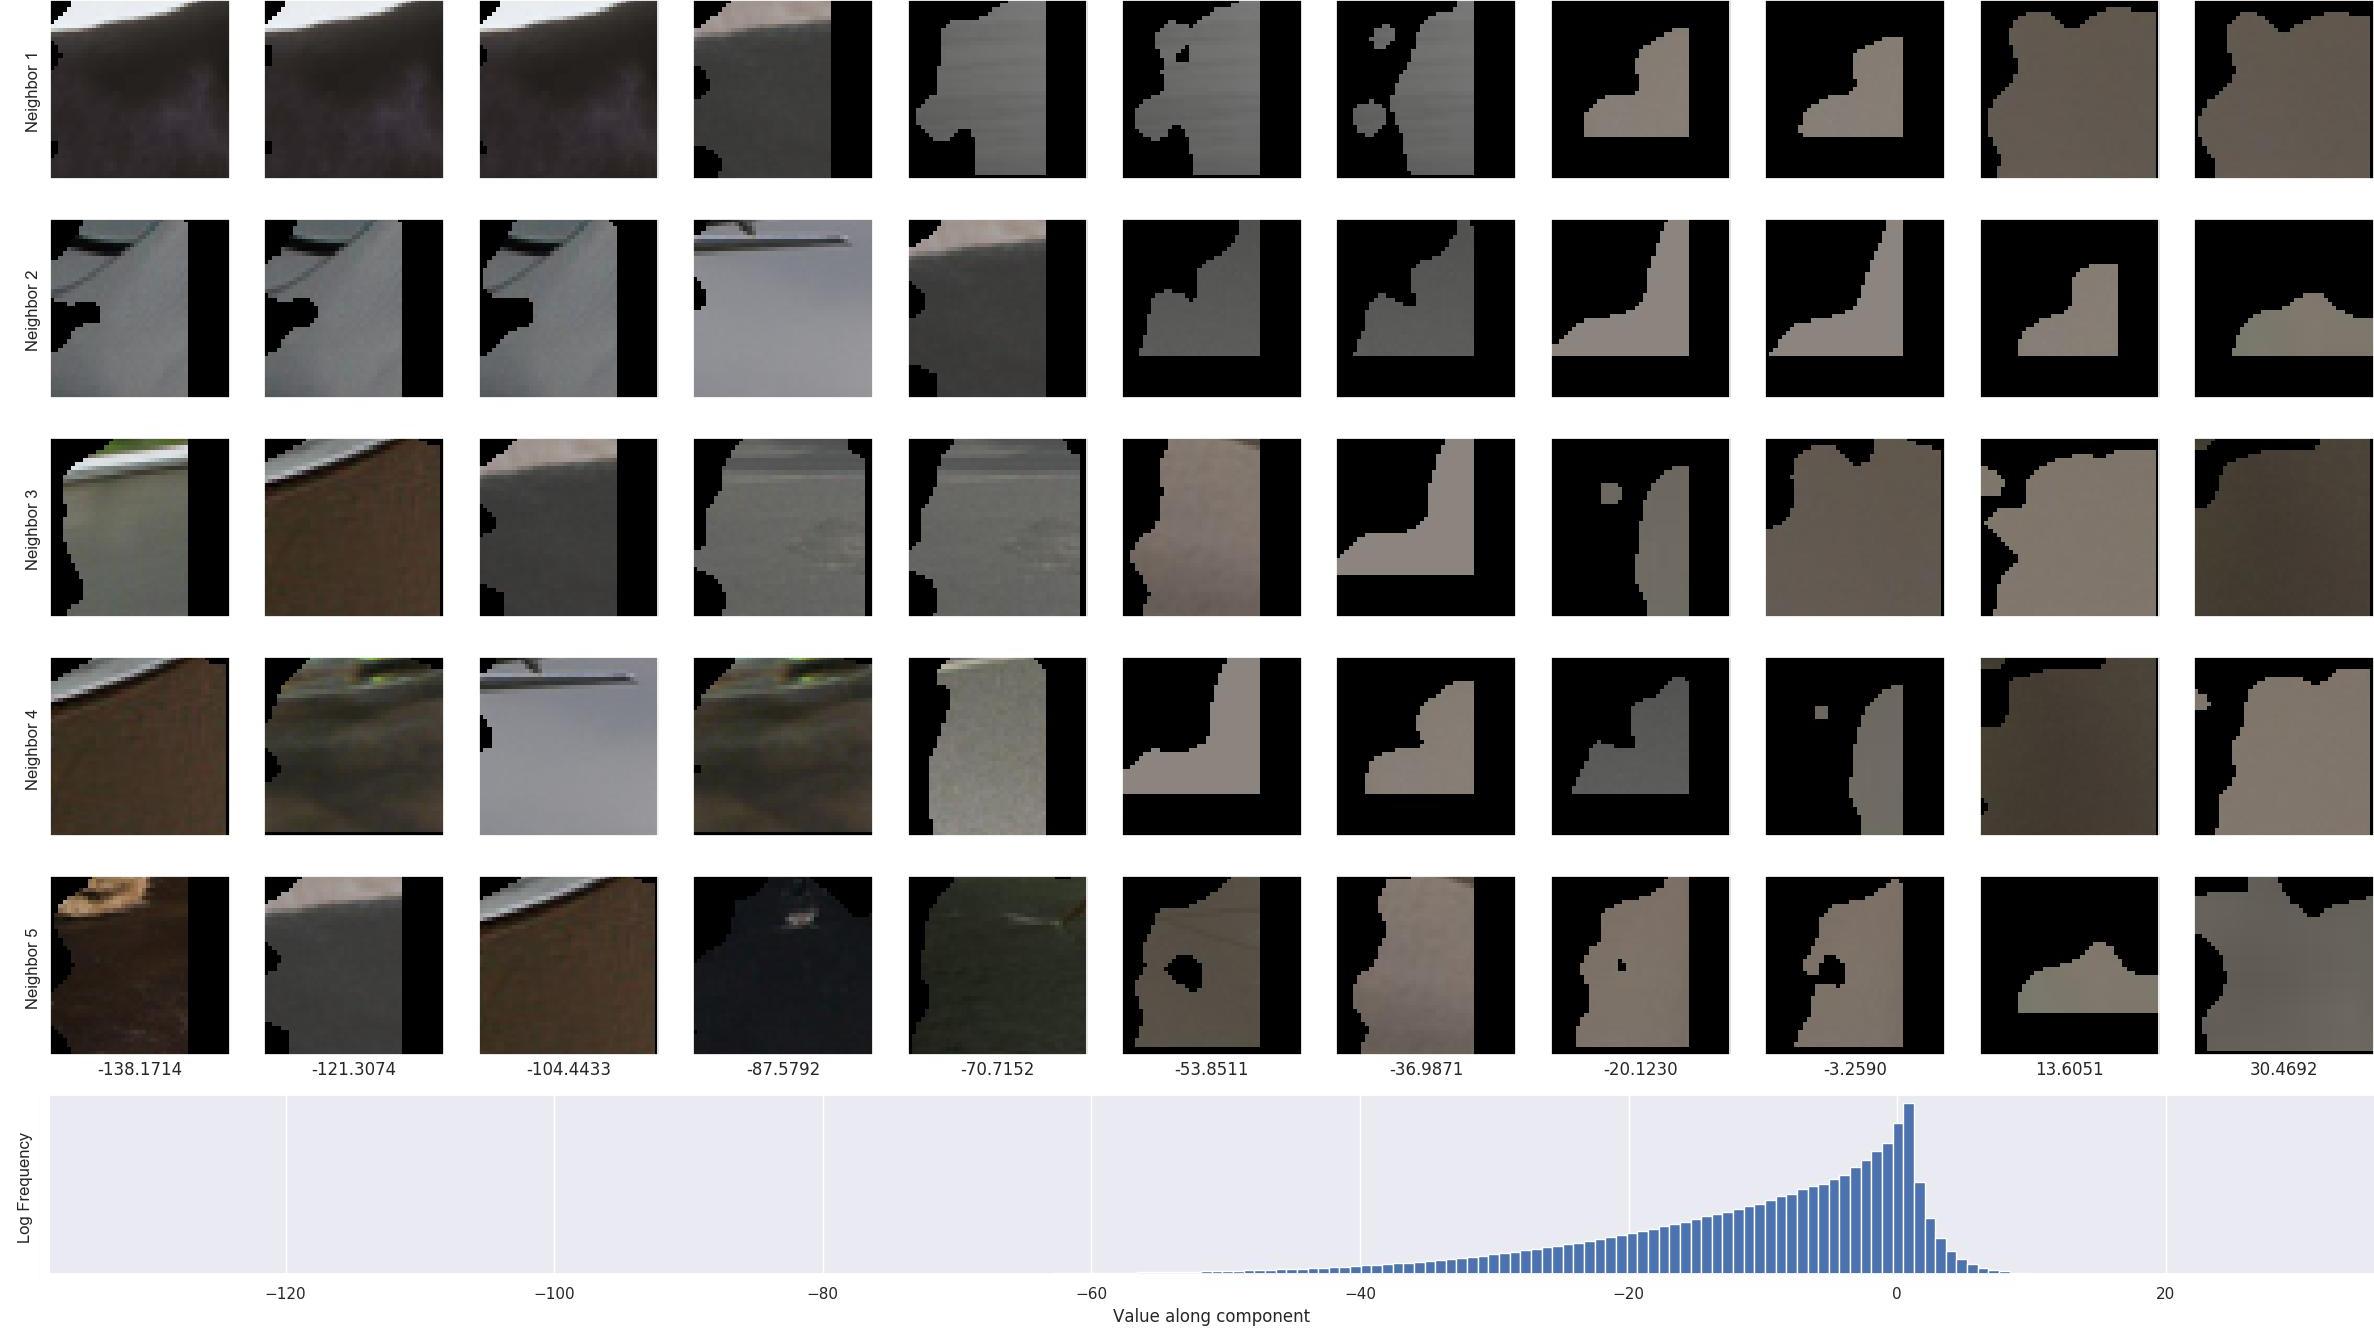 Neighbor 1
Neighbor 2
Neighbor 3
Neighbor 4
Neighbor 5
-138.1714 -121.3074 -104.4433 -87.5792 -70.7152 -53.8511 -36.9871 -20.1230 -3.2590 13.6051 30.4692
Log Frequency
−120 −100 −80 −60 −40 −20 0 20
Value along component